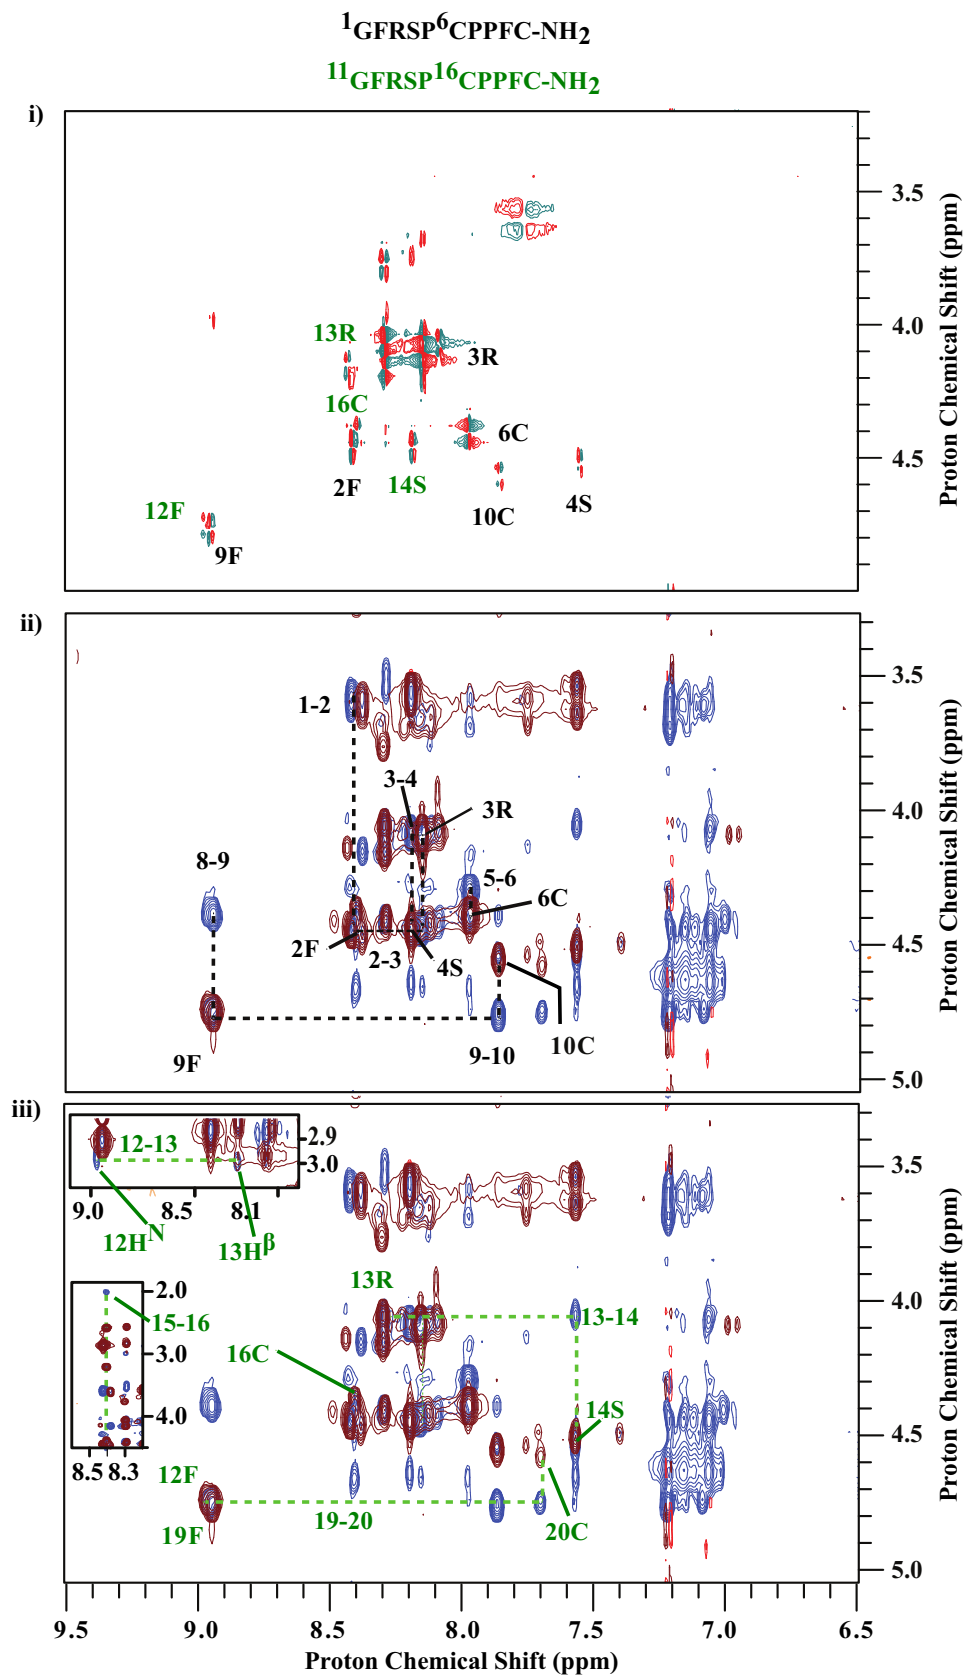 ¹GFRSP⁶CPPFC-NH₂
¹¹GFRSP¹⁶CPPFC-NH₂
i)
3.5
4.0
4.5
Proton Chemical Shift (ppm)
13R
3R
16C
6C
2F
14S
10C
4S
12F
9F
ii)
3.5
4.0
4.5
5.0
Proton Chemical Shift (ppm)
1-2
3-4
3R
8-9
5-6
6C
2F
2-3
4S
9F
9-10
10C
iii)
12-13
2.9
3.0
9.0
8.5
8.1
12Hᴺ
13Hᵝ
3.5
4.0
4.5
5.0
Proton Chemical Shift (ppm)
13R
2.0
15-16
3.0
4.0
8.5
8.3
13-14
16C
14S
12F
19F
19-20
20C
9.5
9.0
8.5
8.0
7.5
7.0
6.5
Proton Chemical Shift (ppm)